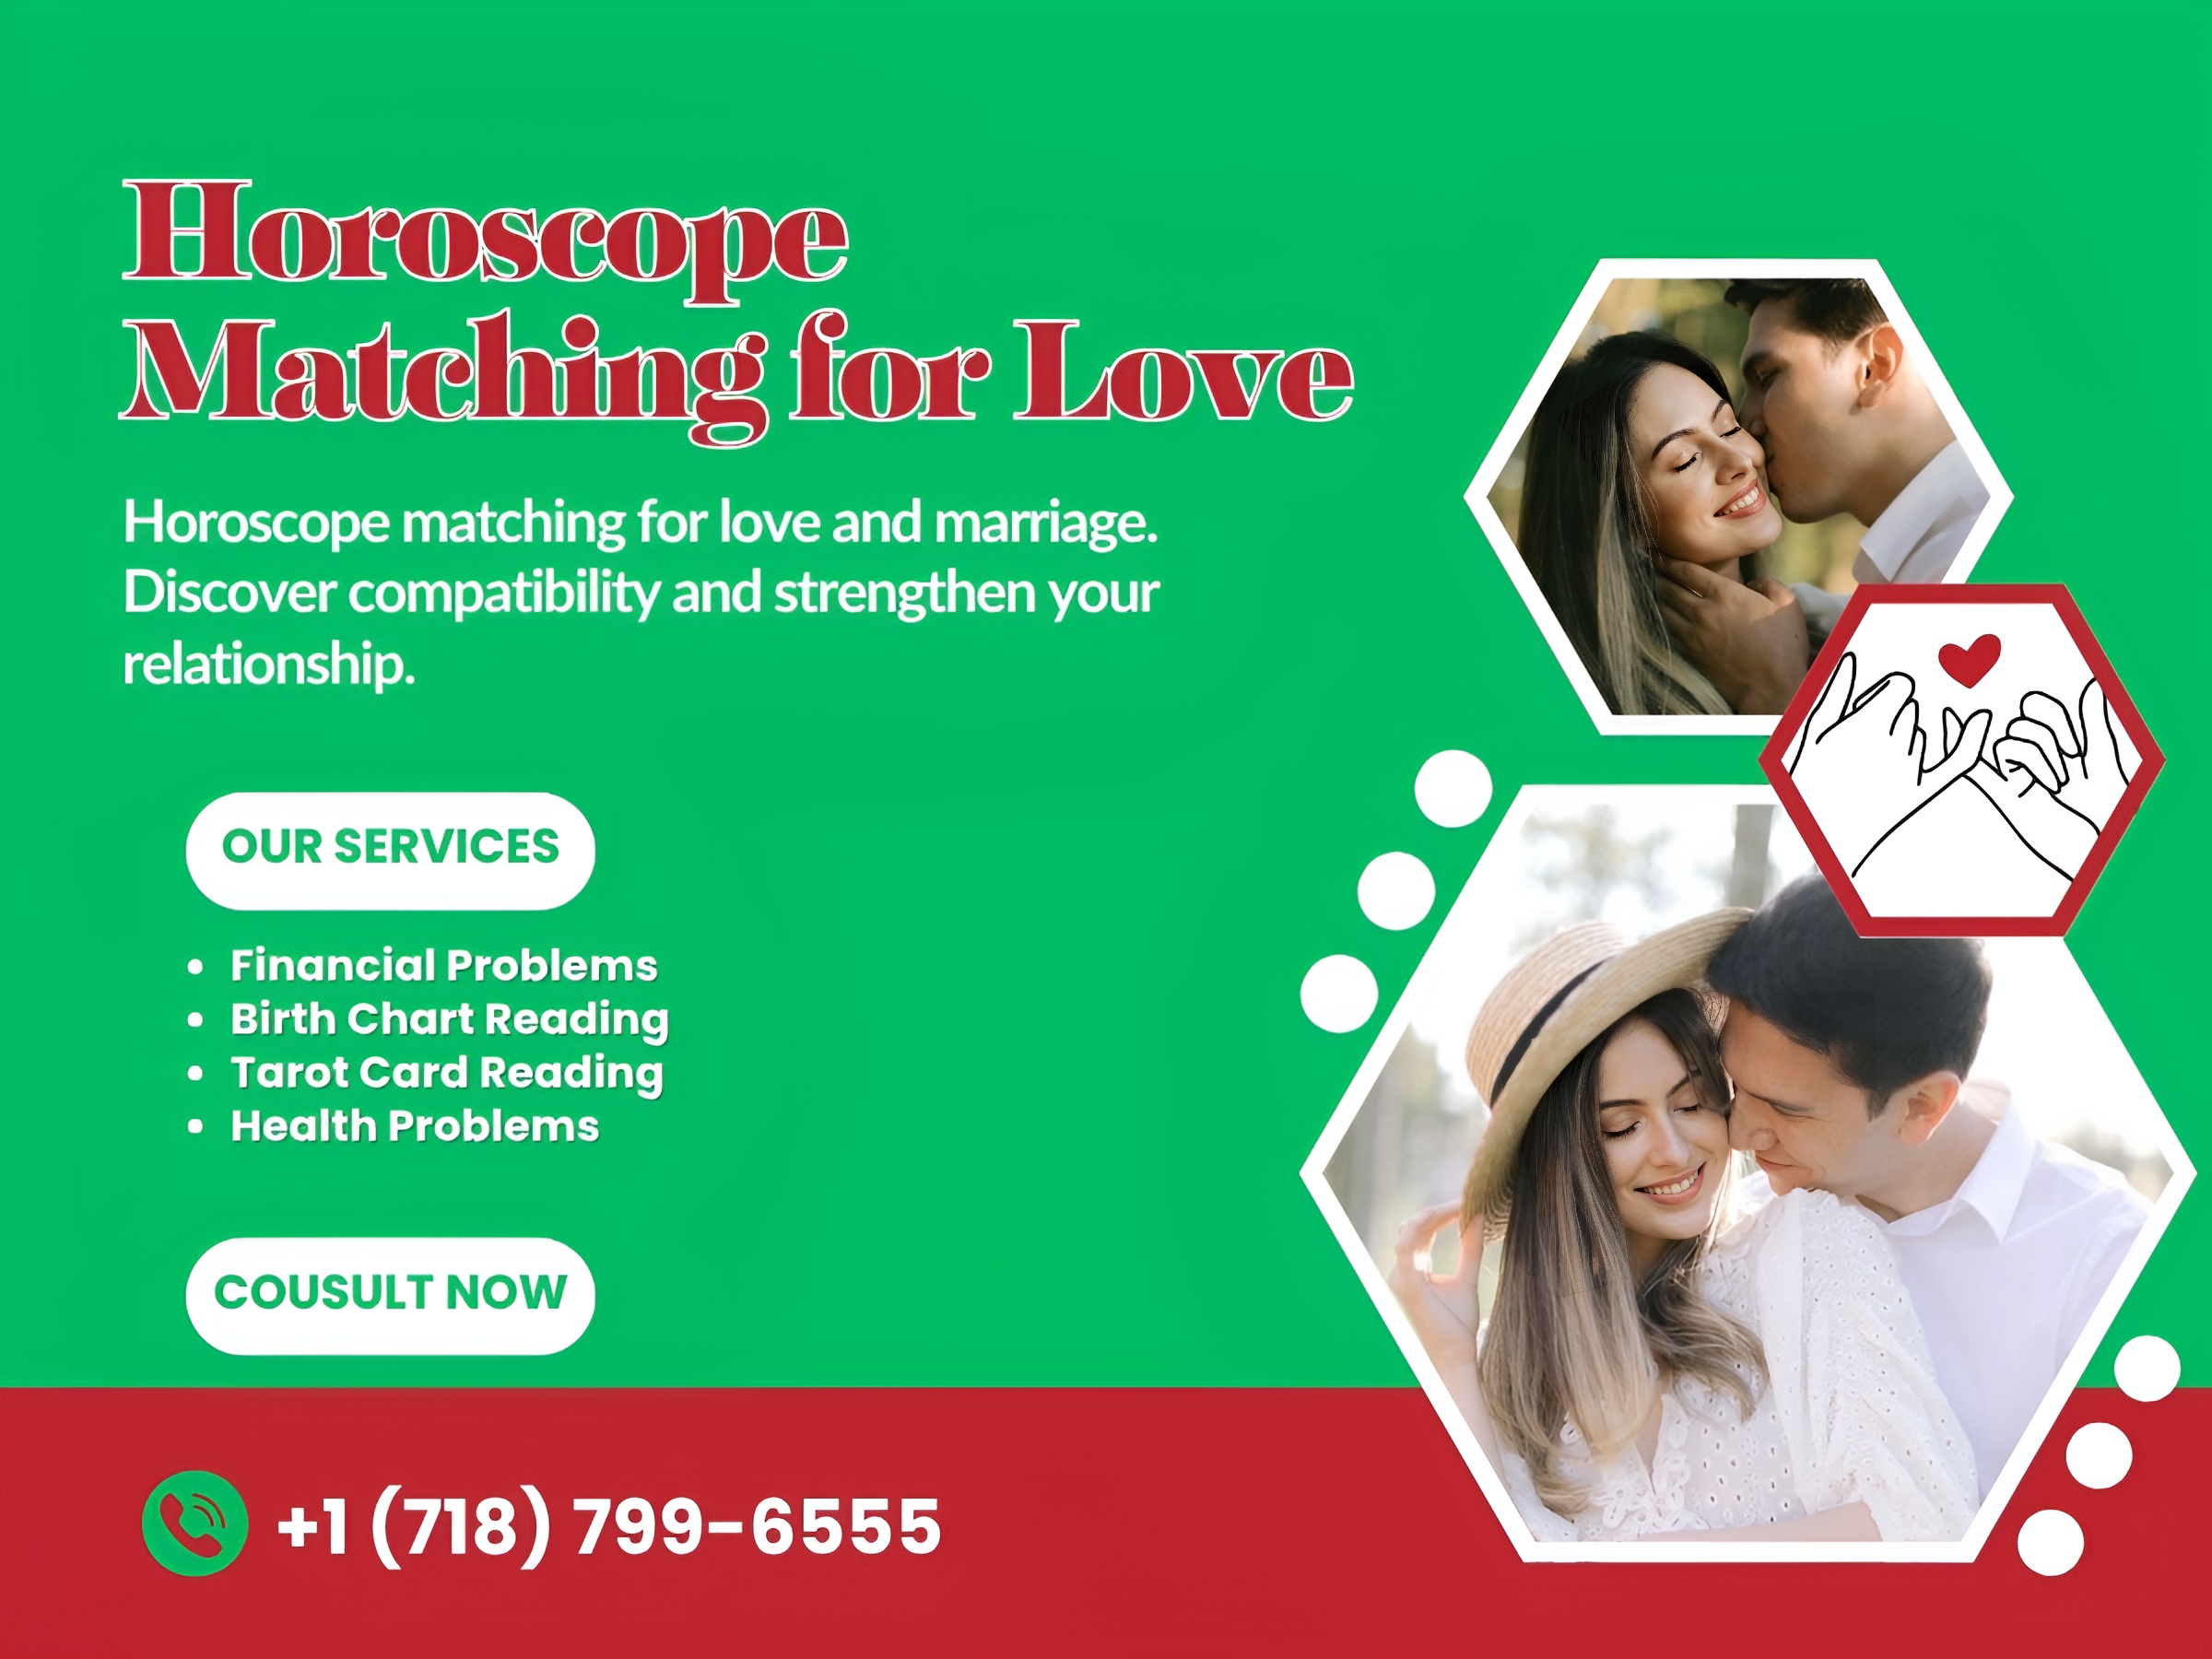 Horoscope
Matching for Love
Horoscope matching for love and marriage.
Discover compatibility and strengthen your
relationship.
OUR SERVICES
• Financial Problems
• Birth Chart Reading
• Tarot Card Reading
• Health Problems
COUSULT NOW
+1 (718) 799-6555